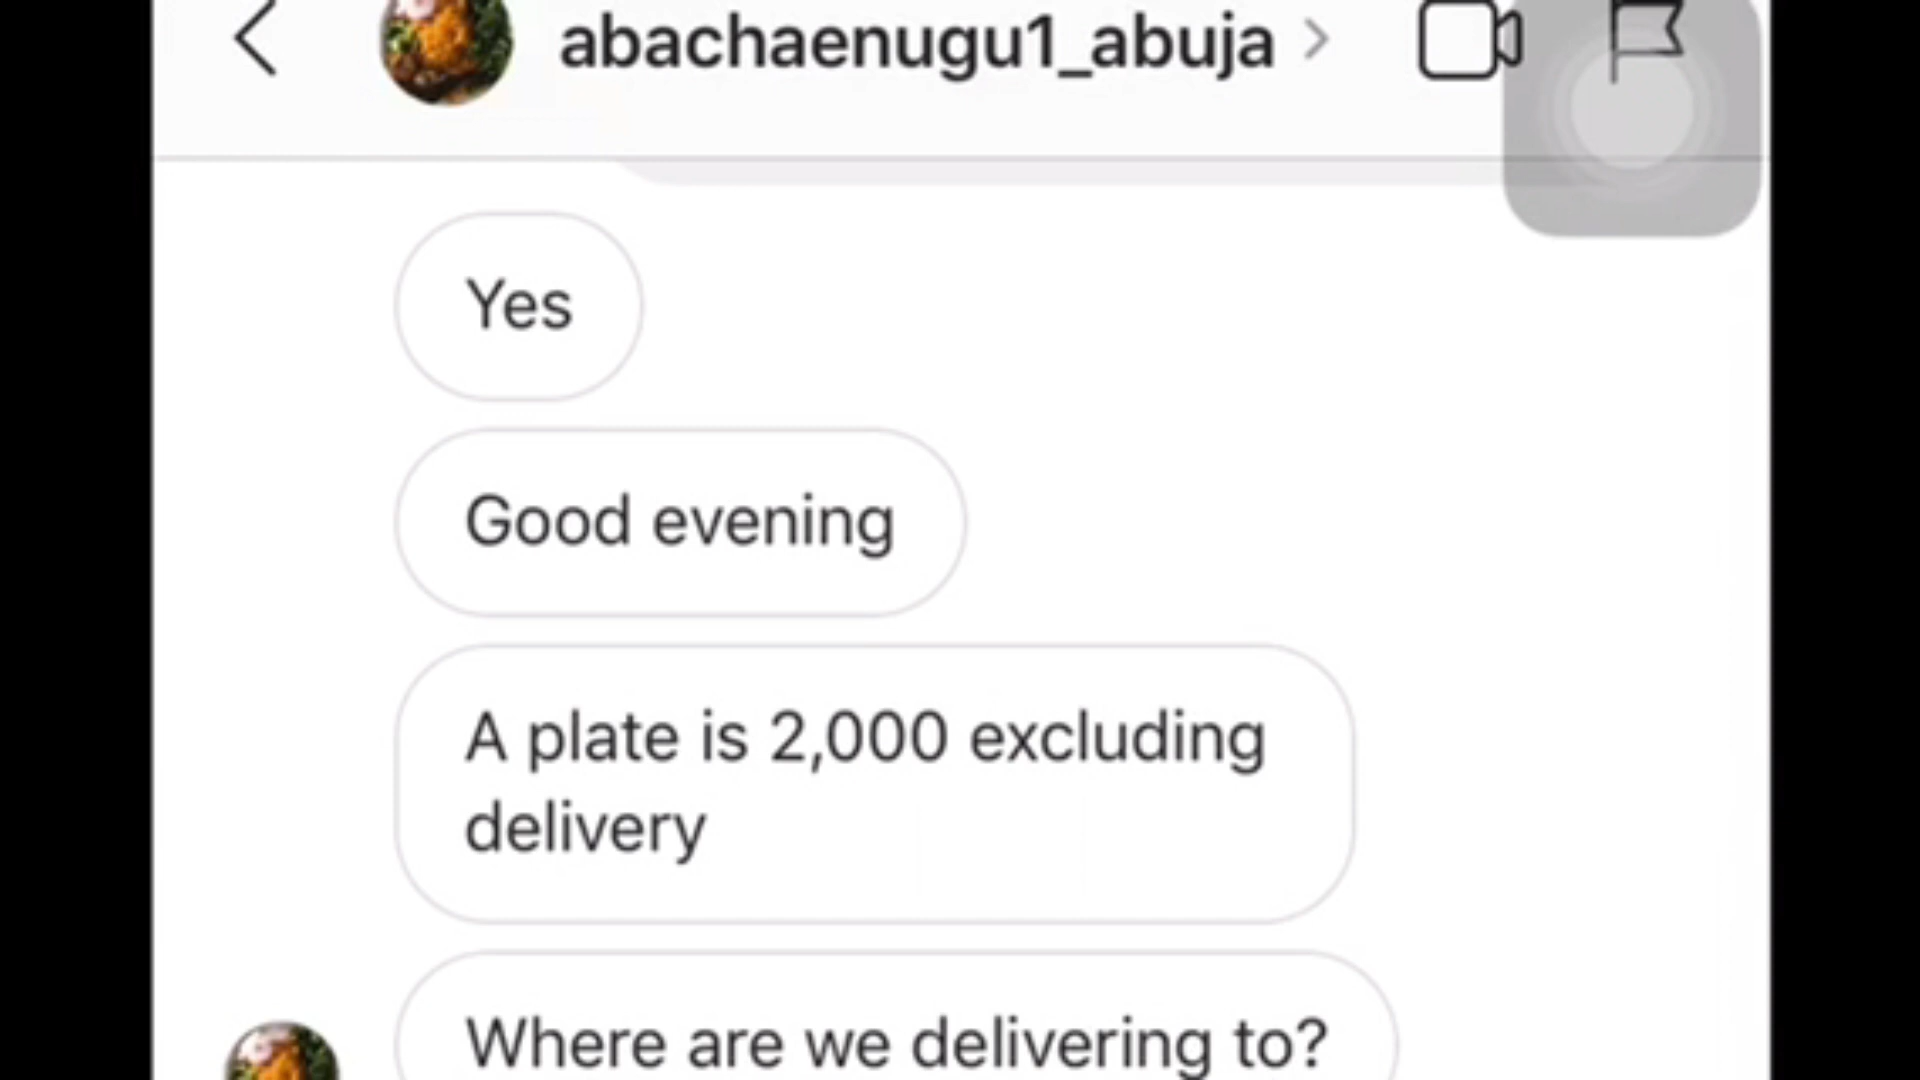 abachaenugu1_abuja
Yes
Good evening
A plate is 2,000 excluding
delivery
Where are we delivering to?